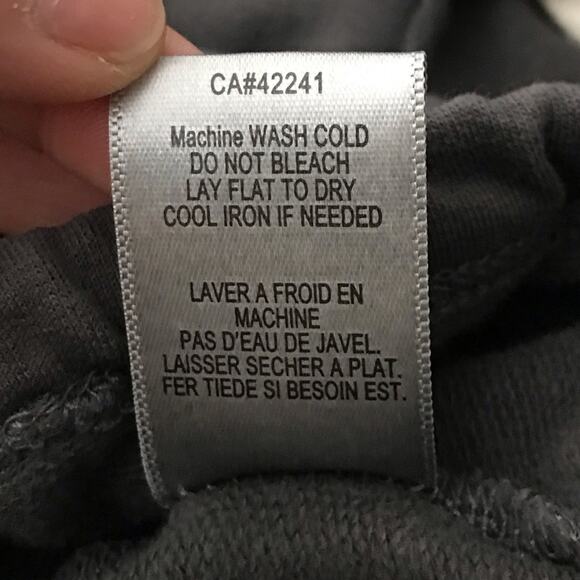 CA#42241
Machine WASH COLD
DO NOT BLEACH
LAY FLAT TO DRY
COOL IRON IF NEEDED
LAVER A FROID EN
MACHINE
PAS D'EAU DE JAVEL.
LAISSER SECHER A PLAT.
FER TIEDE SI BESOIN EST.